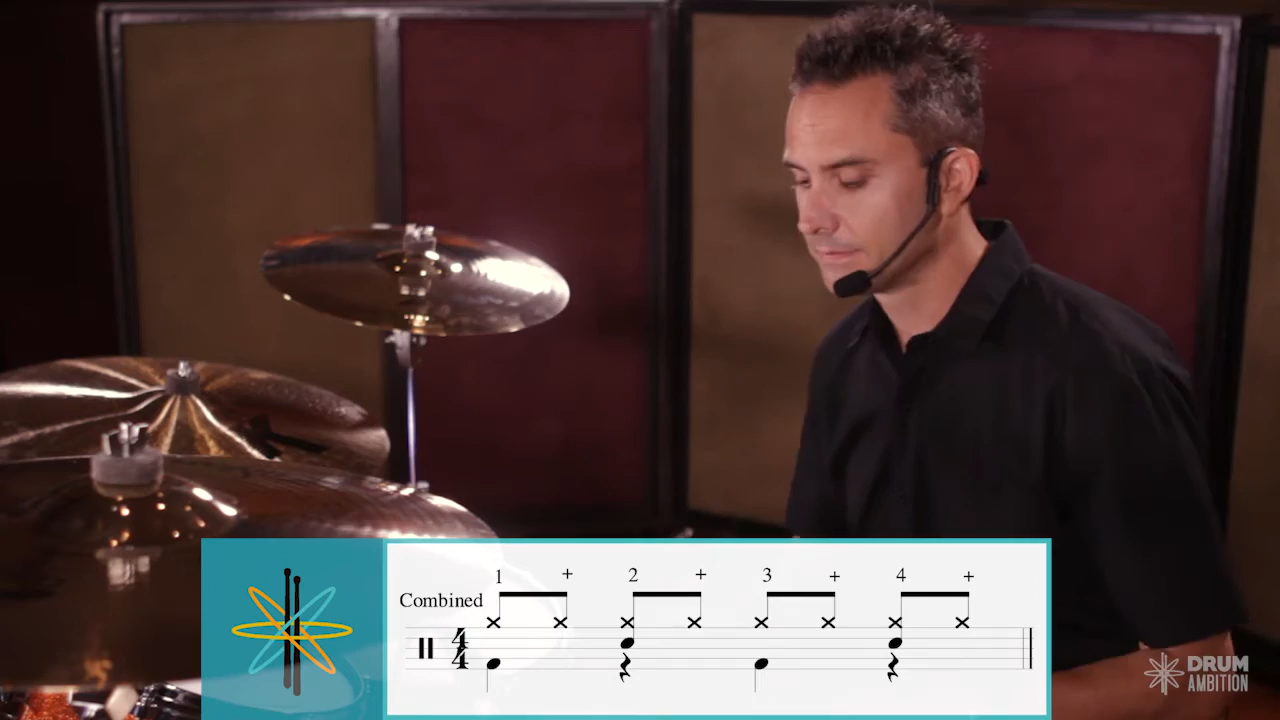 1 + 2 + 3 + 4 +
Combined
4
4
DRUM
AMBITION